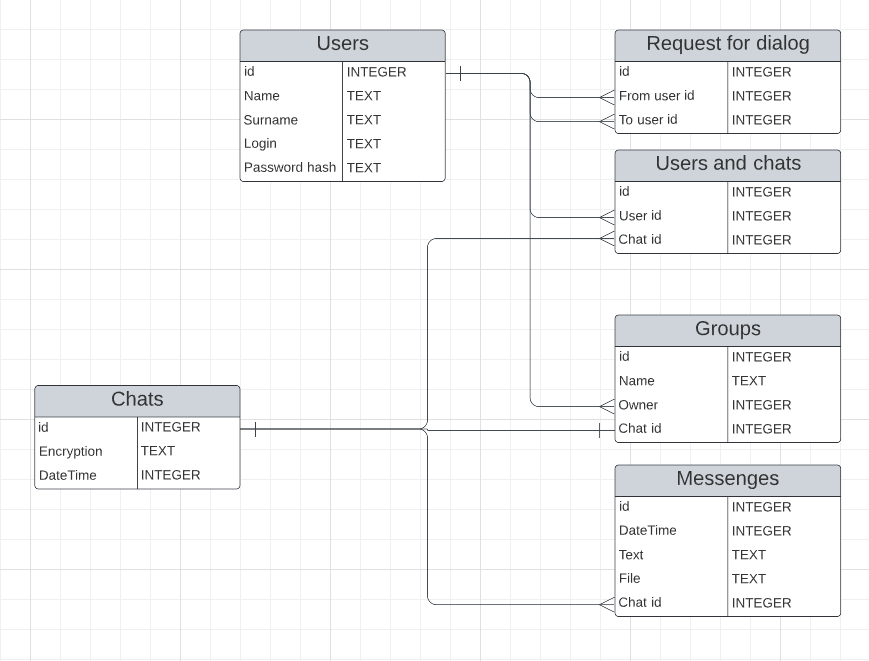 Users
id INTEGER
Name TEXT
Surname TEXT
Login TEXT
Password hash TEXT
Request for dialog
id INTEGER
From user id INTEGER
To user id INTEGER
Users and chats
id INTEGER
User id INTEGER
Chat id INTEGER
Groups
id INTEGER
Name TEXT
Owner INTEGER
Chat id INTEGER
Chats
id INTEGER
Encryption TEXT
DateTime INTEGER
Messenges
id INTEGER
DateTime INTEGER
Text TEXT
File TEXT
Chat id INTEGER